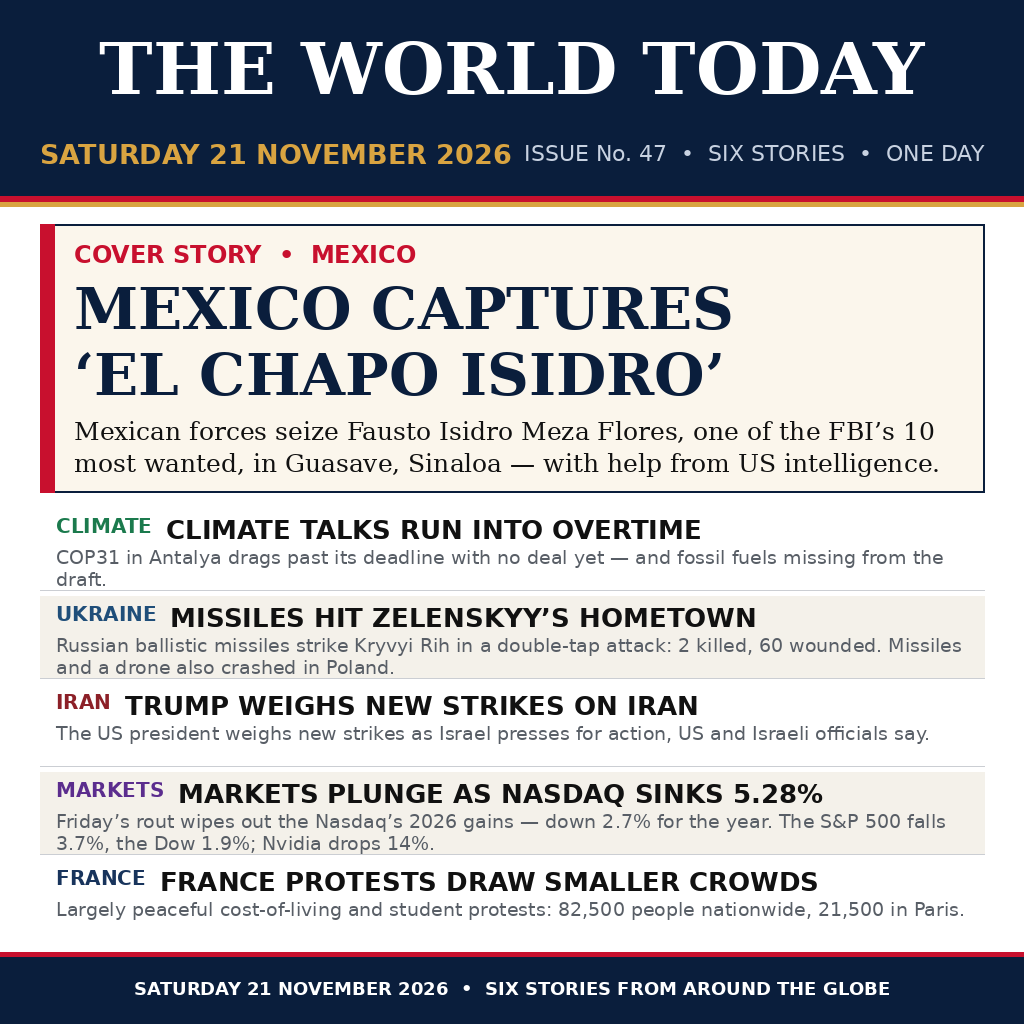 THE WORLD TODAY
SATURDAY 21 NOVEMBER 2026 ISSUE No. 47 • SIX STORIES • ONE DAY
COVER STORY • MEXICO
MEXICO CAPTURES
‘EL CHAPO ISIDRO’
Mexican forces seize Fausto Isidro Meza Flores, one of the FBI’s 10
most wanted, in Guasave, Sinaloa — with help from US intelligence.
CLIMATE CLIMATE TALKS RUN INTO OVERTIME
COP31 in Antalya drags past its deadline with no deal yet — and fossil fuels missing from the
draft.
UKRAINE MISSILES HIT ZELENSKYY’S HOMETOWN
Russian ballistic missiles strike Kryvyi Rih in a double-tap attack: 2 killed, 60 wounded. Missiles
and a drone also crashed in Poland.
IRAN TRUMP WEIGHS NEW STRIKES ON IRAN
The US president weighs new strikes as Israel presses for action, US and Israeli officials say.
MARKETS MARKETS PLUNGE AS NASDAQ SINKS 5.28%
Friday’s rout wipes out the Nasdaq’s 2026 gains — down 2.7% for the year. The S&P 500 falls
3.7%, the Dow 1.9%; Nvidia drops 14%.
FRANCE FRANCE PROTESTS DRAW SMALLER CROWDS
Largely peaceful cost-of-living and student protests: 82,500 people nationwide, 21,500 in Paris.
SATURDAY 21 NOVEMBER 2026 • SIX STORIES FROM AROUND THE GLOBE